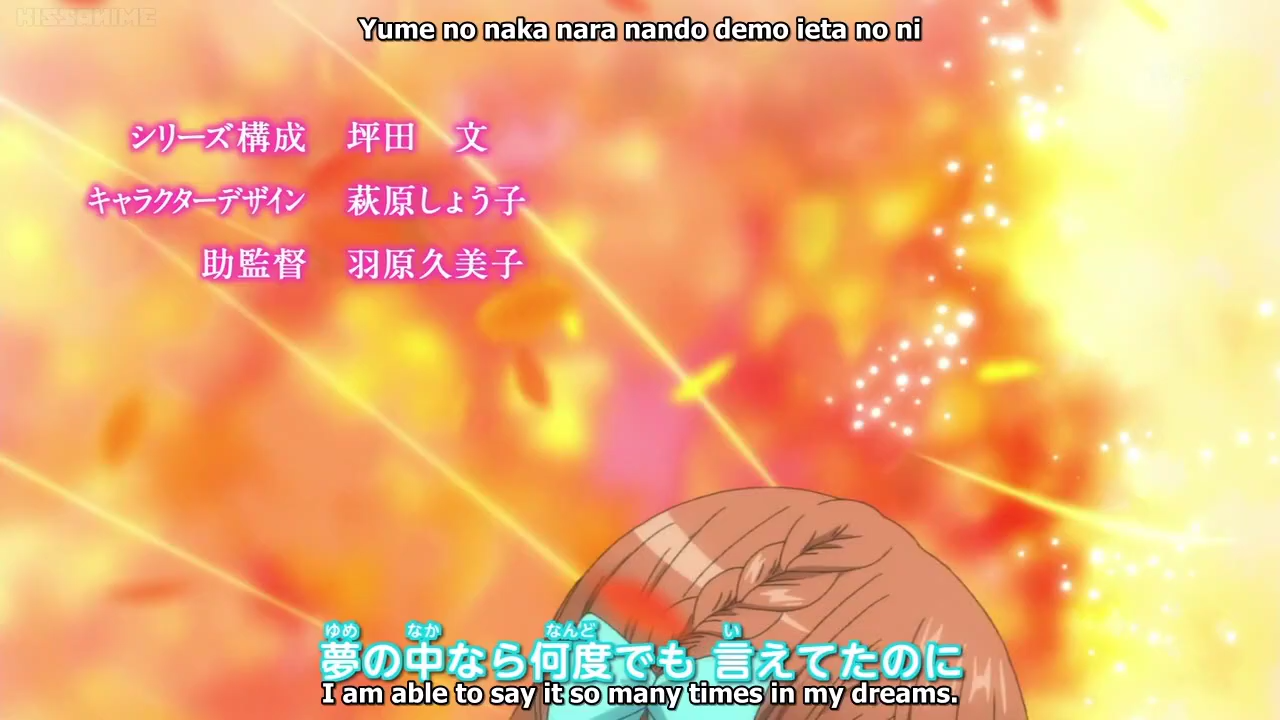 KISSANIME
Yume no naka nara nando demo ieta no ni
シリーズ構成 坪田 文
キャラクターデザイン 萩原しょう子
助監督 羽原久美子
ゆめ なか なんど い
夢の中なら何度でも 言えてたのに
I am able to say it so many times in my dreams.